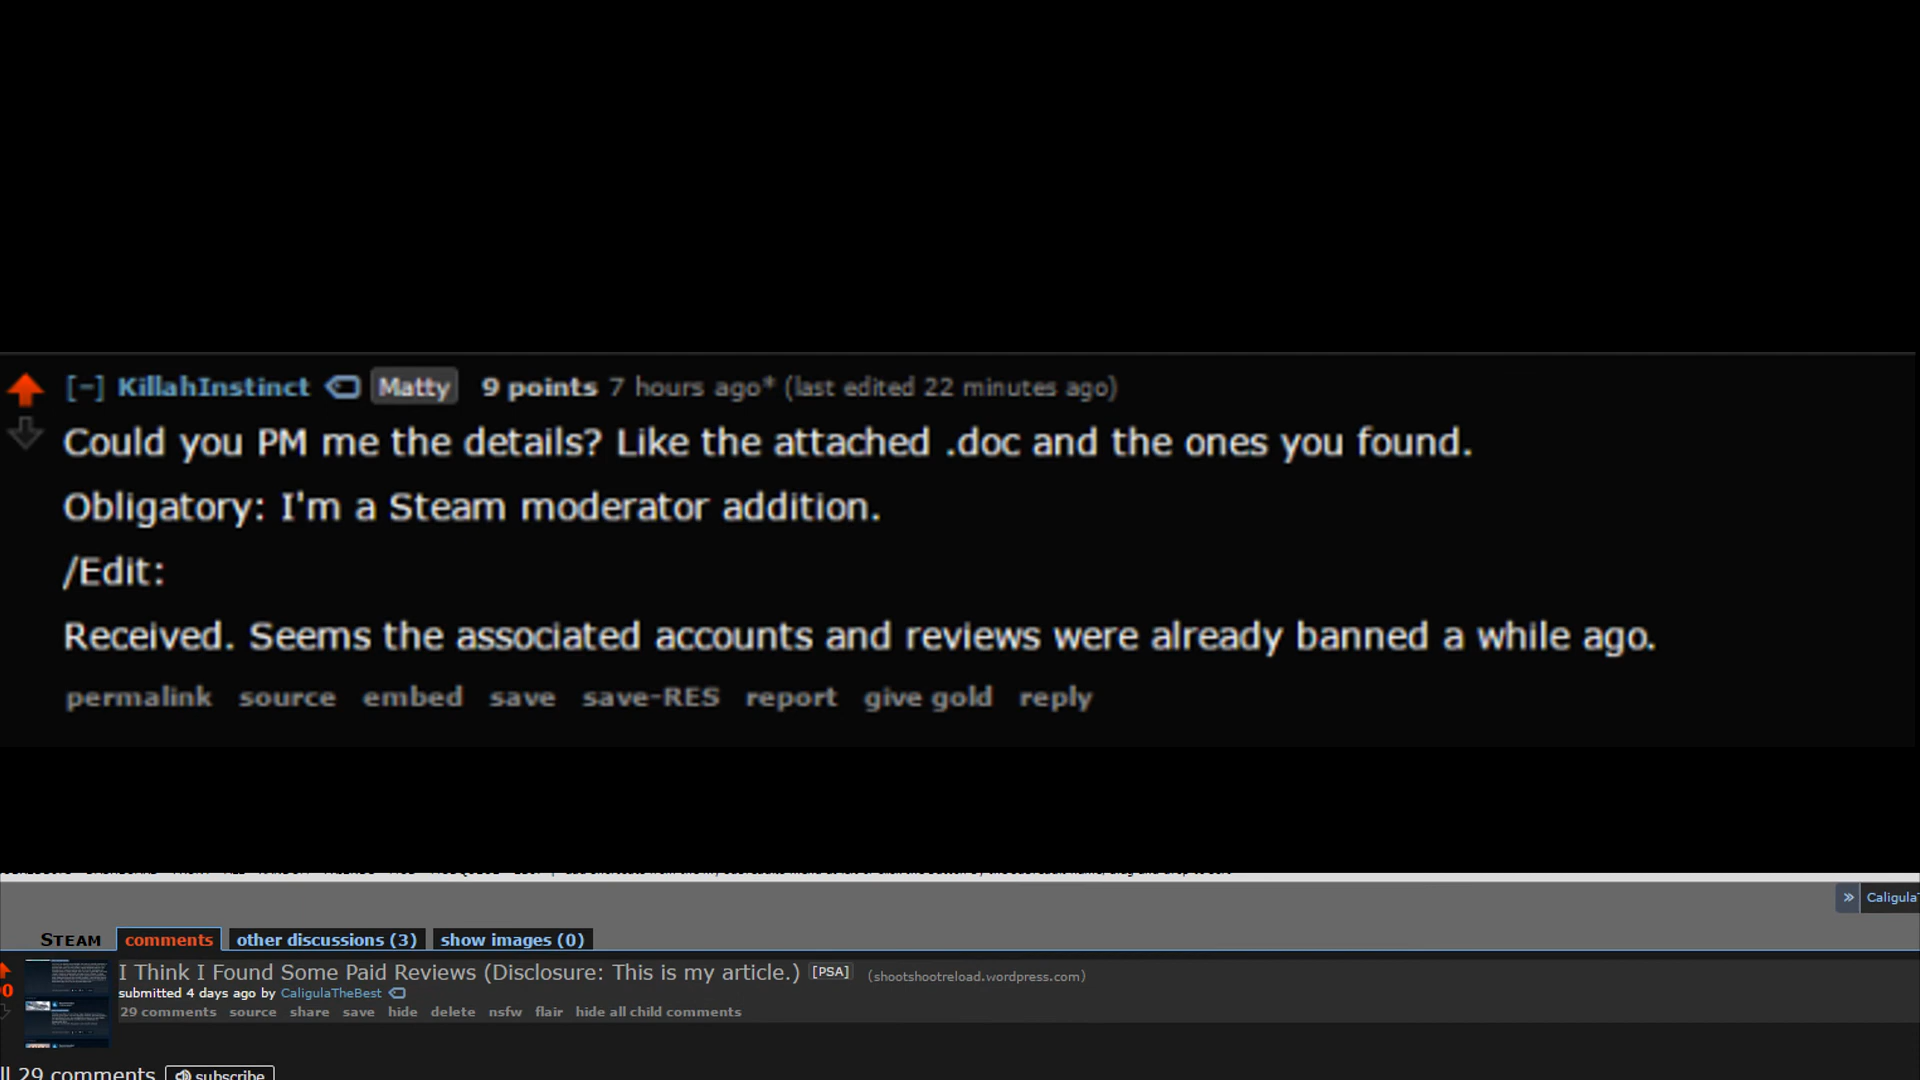 [-] KillahInstinct Matty 9 points 7 hours ago* (last edited 22 minutes ago)
Could you PM me the details? Like the attached .doc and the ones you found.
Obligatory: I'm a Steam moderator addition.
/Edit:
Received. Seems the associated accounts and reviews were already banned a while ago.
permalink source embed save save-RES report give gold reply
» Caligula
STEAM comments other discussions (3) show images (0)
I Think I Found Some Paid Reviews (Disclosure: This is my article.) [PSA] (shootshootreload.wordpress.com)
submitted 4 days ago by CaligulaTheBest
29 comments source share save hide delete nsfw flair hide all child comments
ll 29 comments subscribe